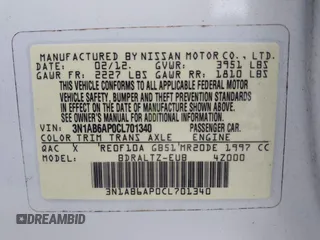 MANUFACTURED BY NISSAN MOTOR CO., LTD.
DATE: 02/12. GVWR: 3951 LBS
GAWR FR: 2227 LBS GAWR RR: 1810 LBS
THIS VEHICLE CONFORMS TO ALL APPLICABLE
FEDERAL MOTOR VEHICLE SAFETY,
BUMPER, AND THEFT PREVENTION STANDARDS
IN EFFECT ON THE DATE OF MANUFACTURE SHOWN ABOVE.
SEE OWNER'S MANUAL FOR ADDITIONAL INFORMATION.
VIN: 3N1AB6AP0CL701340 PASSENGER CAR.
COLOR TRIM TRANS AXLE ENGINE
QAC X RE0F10A GB51 MR20DE 1997 CC
MODEL BDRALTZ-EUB 4Z000
3N1AB6AP0CL701340
DREAMBID